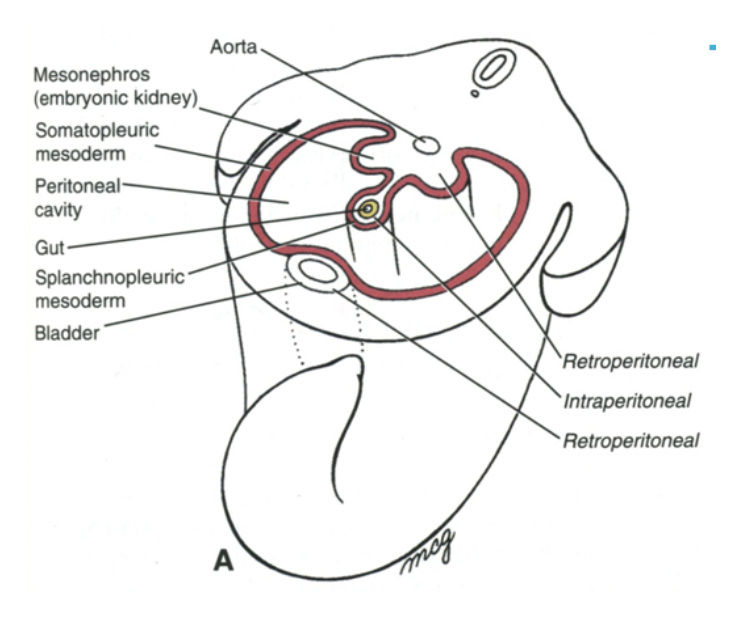 Aorta
Mesonephros
(embryonic kidney)
Somatopleuric
mesoderm
Peritoneal
cavity
Gut
Splanchnopleuric
mesoderm
Bladder
Retroperitoneal
Intraperitoneal
Retroperitoneal
A
mcg